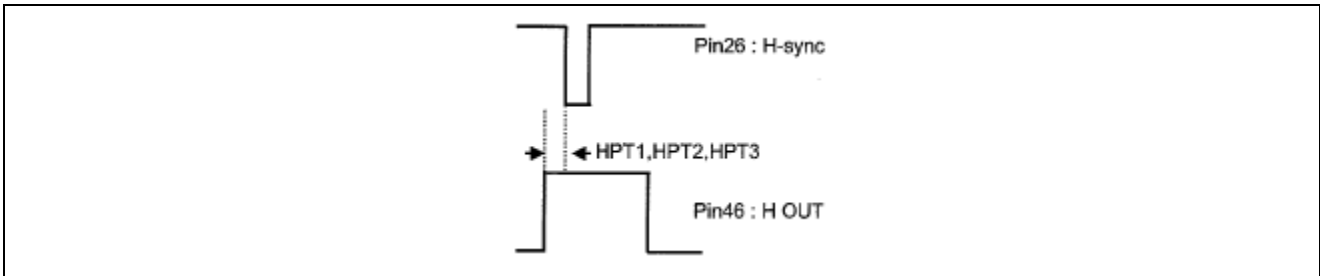 Pin26 : H-sync
HPT1,HPT2,HPT3
Pin46 : H OUT